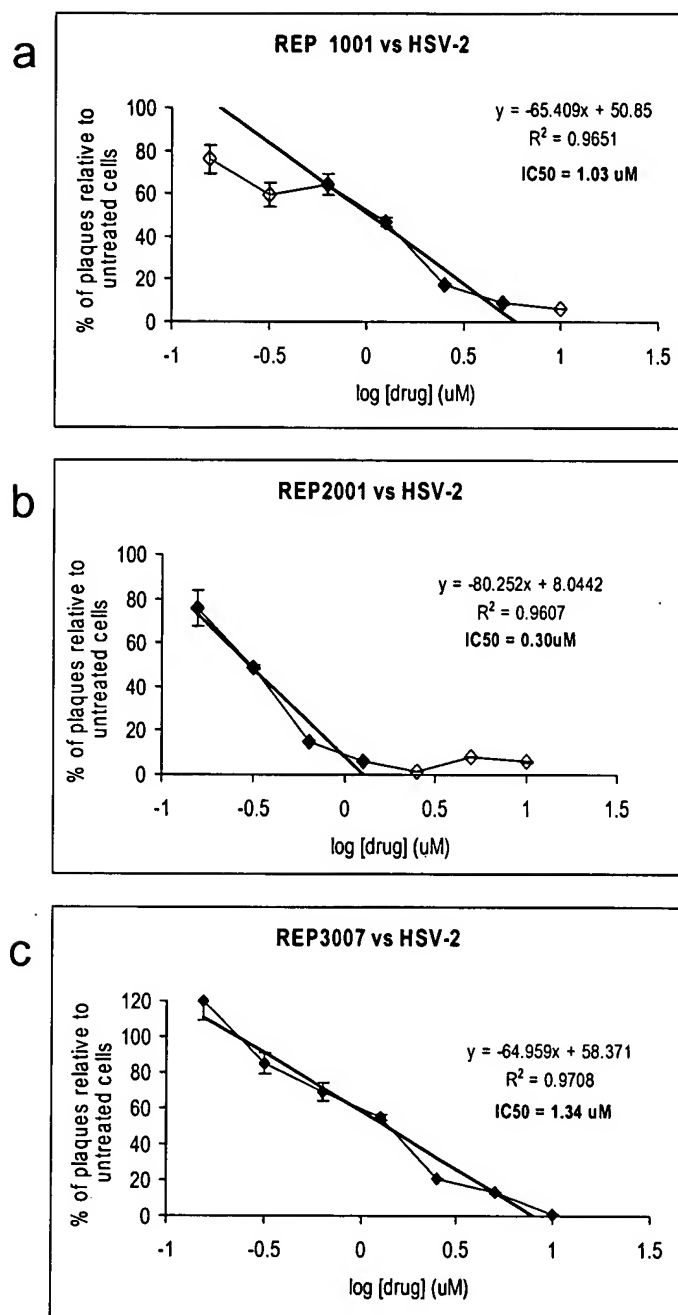 a
REP 1001 vs HSV-2
% of plaques relative to
untreated cells
100
80
60
40
20
0
y = -65.409x + 50.85
R² = 0.9651
IC50 = 1.03 uM
-1 -0.5 0 0.5 1 1.5
log [drug] (uM)
b
REP2001 vs HSV-2
% of plaques relative to
untreated cells
100
80
60
40
20
0
y = -80.252x + 8.0442
R² = 0.9607
IC50 = 0.30uM
-1 -0.5 0 0.5 1 1.5
log [drug] (uM)
c
REP3007 vs HSV-2
% of plaques relative to
untreated cells
120
100
80
60
40
20
0
y = -64.959x + 58.371
R² = 0.9708
IC50 = 1.34 uM
-1 -0.5 0 0.5 1 1.5
log [drug] (uM)